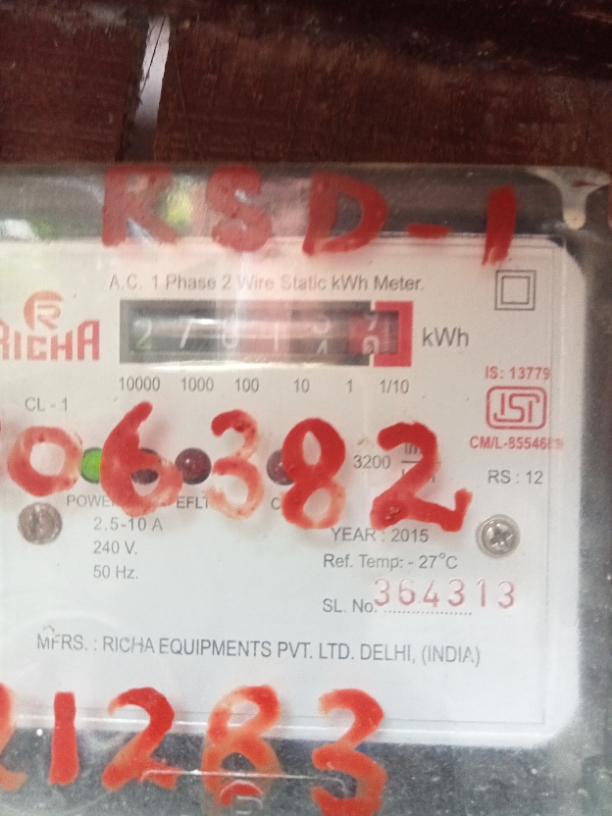 RSD-1
A.C. 1 Phase 2 Wire Static kWh Meter.
RICHA
kWh
10000 1000 100 10 1 1/10
IS: 13779
ISI
CL - 1
06382
3200
RS : 12
2.5-10 A
240 V.
50 Hz.
YEAR : 2015
Ref. Temp: - 27°C
SL. No. 364313
MFRS. : RICHA EQUIPMENTS PVT. LTD. DELHI, (INDIA)
1283